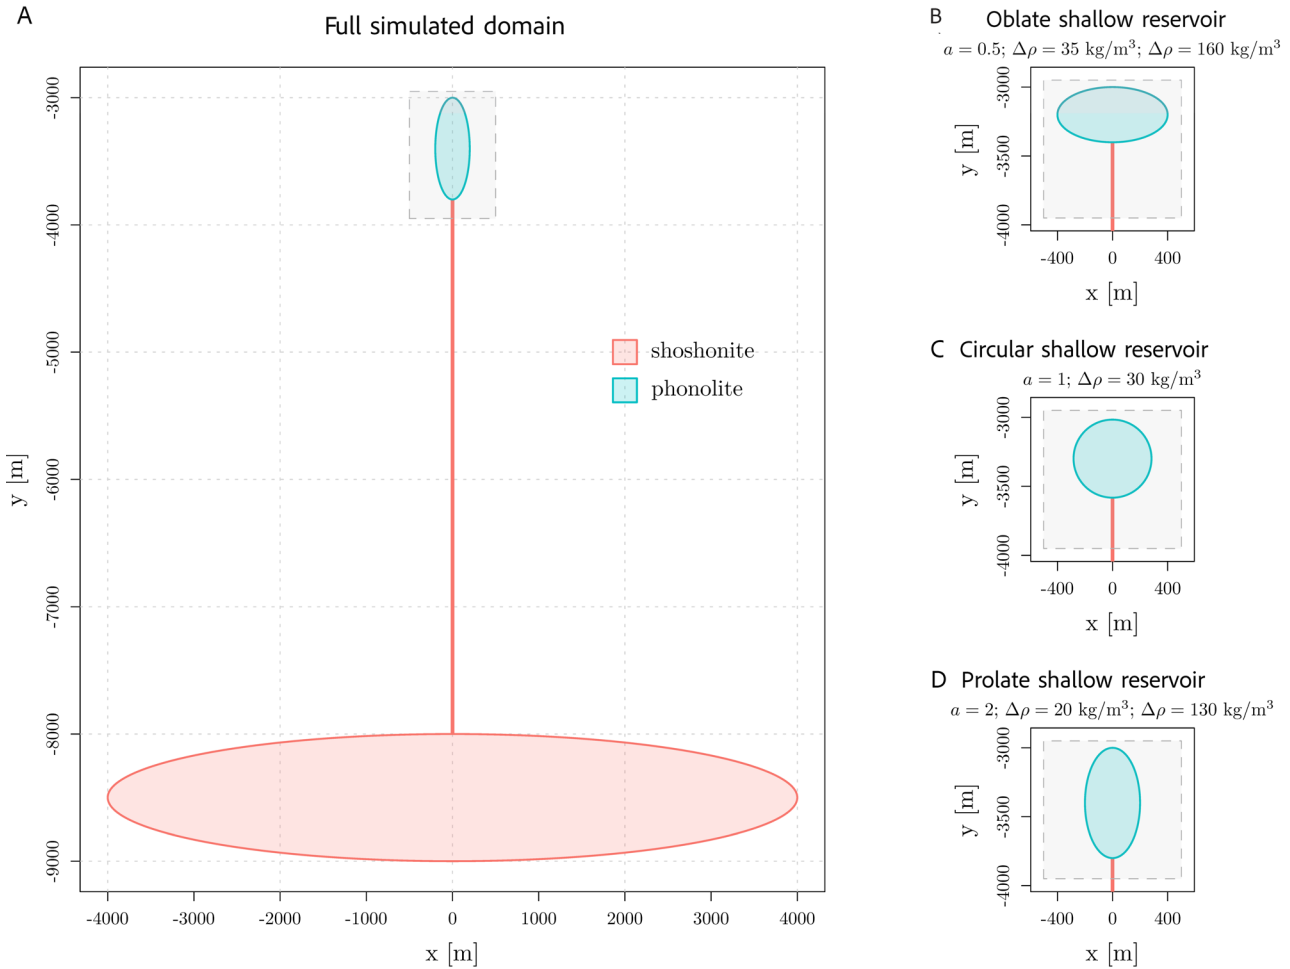 A
Full simulated domain
-3000
-4000
-5000
-6000
-7000
-8000
-9000
y [m]
shoshonite
phonolite
-4000 -3000 -2000 -1000 0 1000 2000 3000 4000
x [m]
B Oblate shallow reservoir
a = 0.5; Δρ = 35 kg/m³; Δρ = 160 kg/m³
-3000
-3500
-4000
y [m]
-400 0 400
x [m]
C Circular shallow reservoir
a = 1; Δρ = 30 kg/m³
-3000
-3500
-4000
y [m]
-400 0 400
x [m]
D Prolate shallow reservoir
a = 2; Δρ = 20 kg/m³; Δρ = 130 kg/m³
-3000
-3500
-4000
y [m]
-400 0 400
x [m]